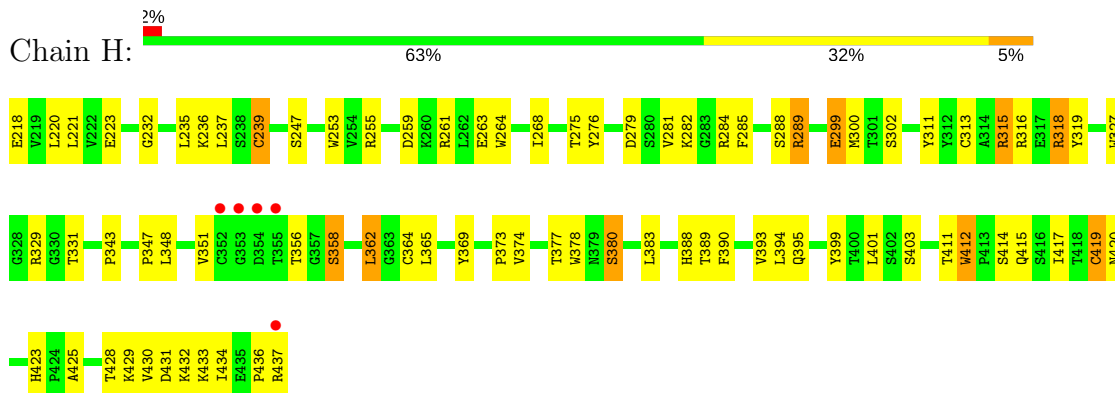 2%
Chain H:
63% 32% 5%
E218 V219 L220 L221 V222 E223 G232 L235 K236 L237 S238 C239 S247 W253 V254 R255 D259 K260 R261 L262 E263 W264 I268 T275 Y276 D279 S280 V281 K282 G283 R284 F285 S288 R289 E299 M300 T301 S302 Y311 Y312 C313 A314 R315 R316 E317 R318 Y319
G328 R329 G330 T331 P343 P347 L348 V351 C352 G353 D354 T355 T356 G357 S358 L362 G363 C364 L365 Y369 P373 V374 T377 W378 N379 S380 L383 H388 T389 F390 V393 L394 Q395 Y399 T400 L401 S402 S403 T411 W412 P413 S414 Q415 S416 I417 T418 C419
H423 P424 A425 T428 K429 V430 D431 K432 K433 I434 E435 P436 R437